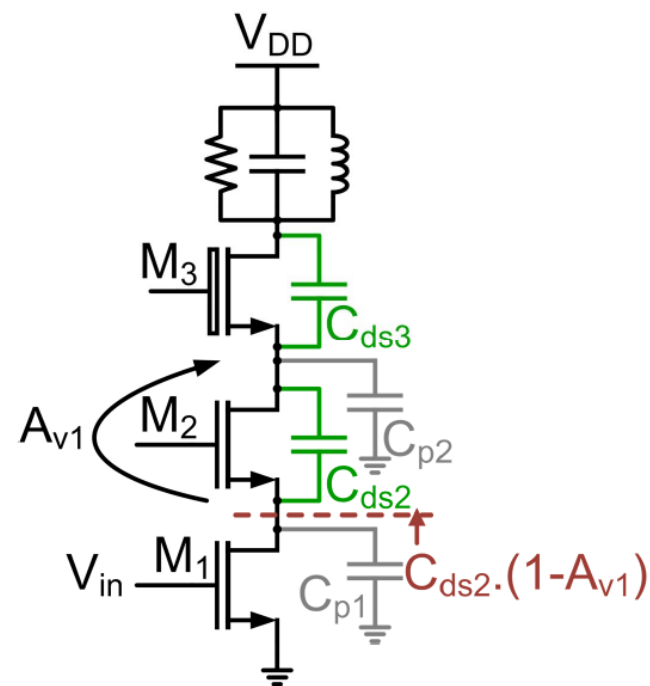 VDD
M3
Cds3
Av1
M2
Cp2
Cds2
Vin
M1
Cp1
Cds2.(1-Av1)